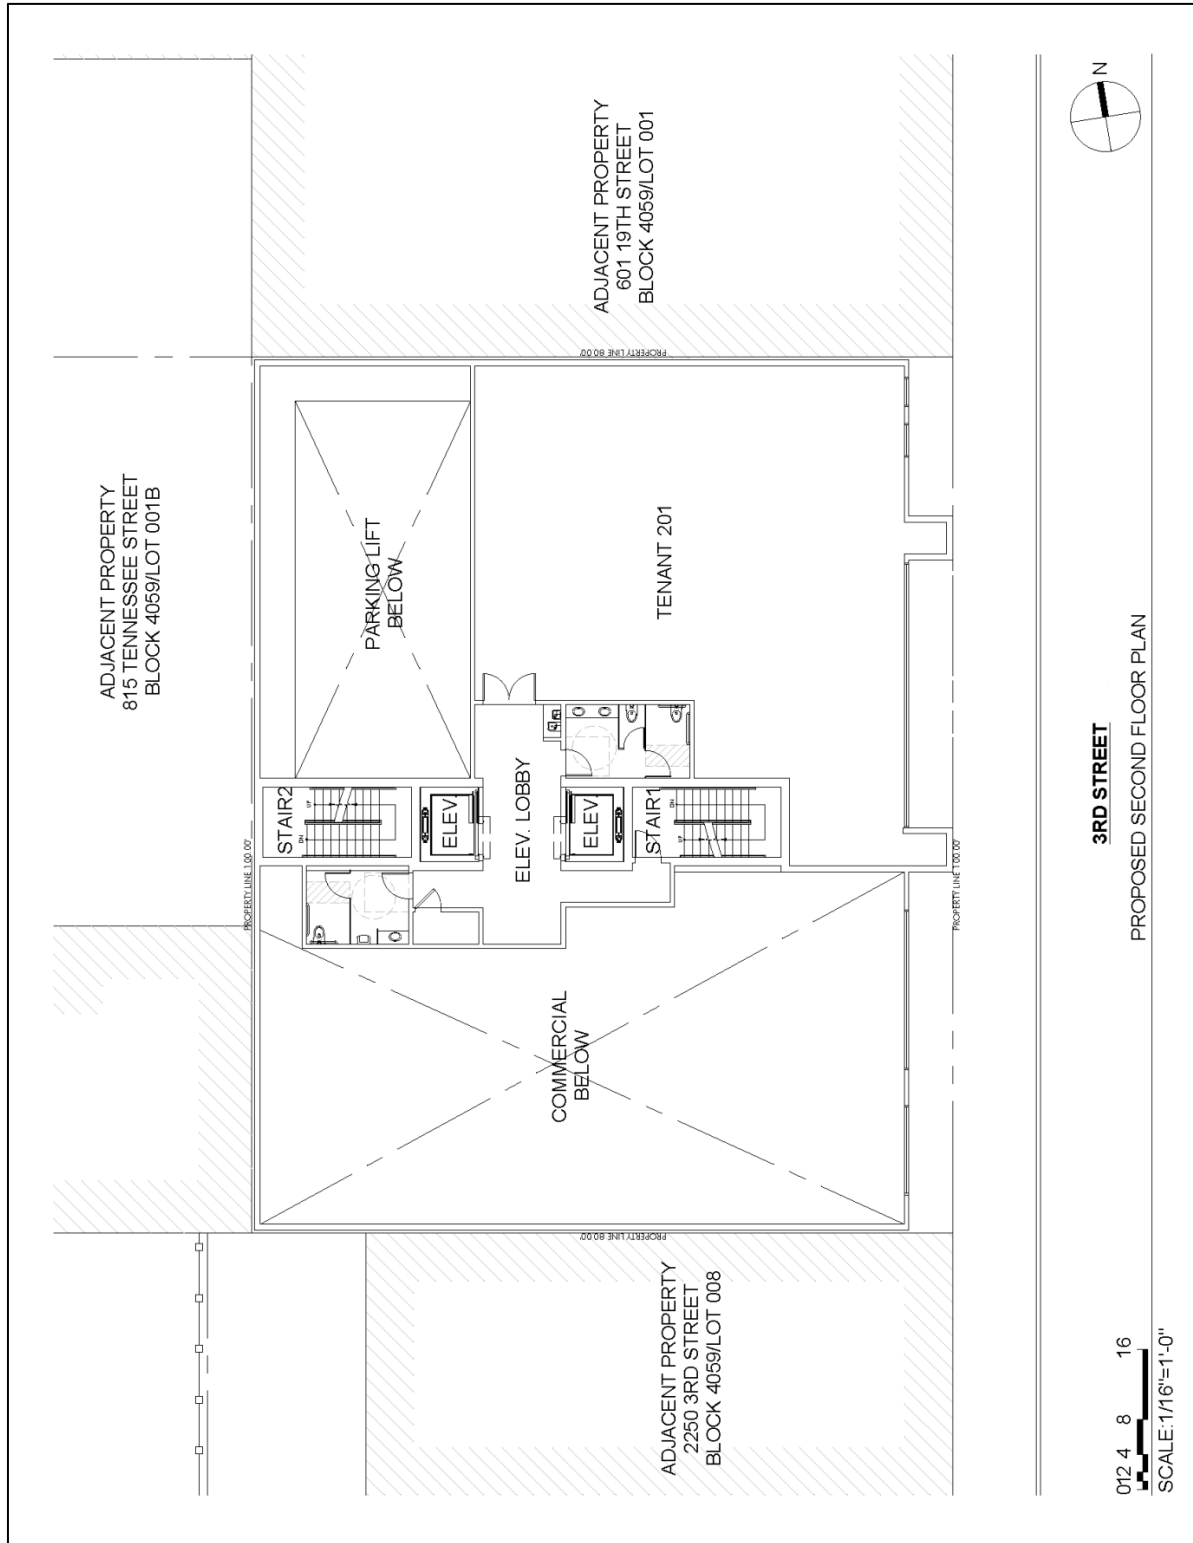 N
ADJACENT PROPERTY
815 TENNESSEE STREET
BLOCK 4059/LOT 001B
ADJACENT PROPERTY
601 19TH STREET
BLOCK 4059/LOT 001
PROPERTY LINE 80.00'
PARKING LIFT
BELOW
TENANT 201
STAIR2
UP
DN
ELEV.
ELEV. LOBBY
ELEV.
STAIR1
DN
UP
PROPERTY LINE 100.00'
PROPERTY LINE 100.00'
COMMERCIAL
BELOW
PROPERTY LINE 80.00'
ADJACENT PROPERTY
2250 3RD STREET
BLOCK 4059/LOT 008
3RD STREET
PROPOSED SECOND FLOOR PLAN
012 4 8 16
SCALE:1/16"=1'-0"